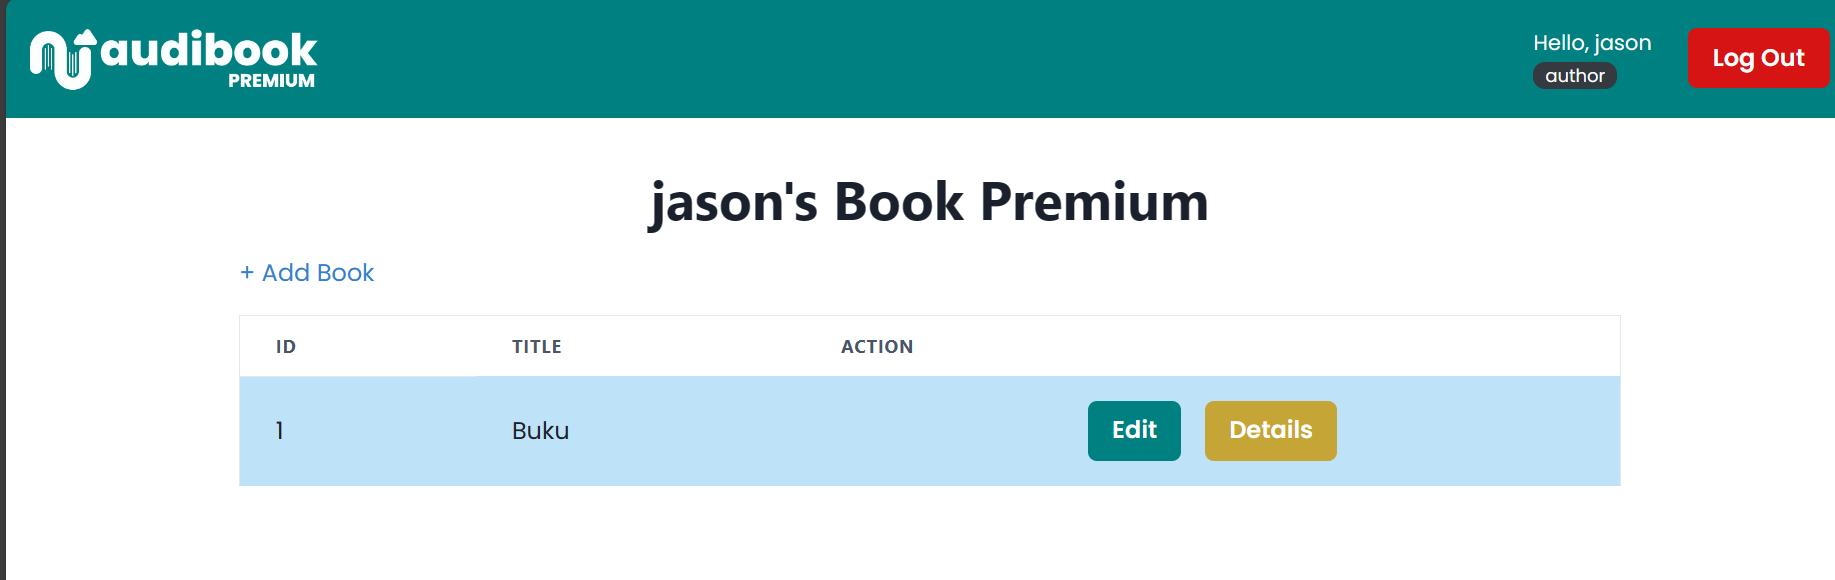 audibook
PREMIUM
Hello, jason
author
Log Out
jason's Book Premium
+ Add Book
ID TITLE ACTION
1 Buku Edit Details